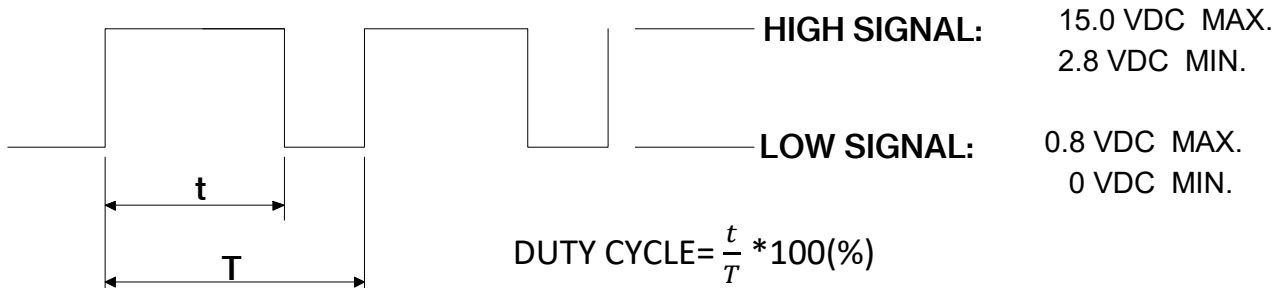 HIGH SIGNAL: 15.0 VDC MAX.
2.8 VDC MIN.
LOW SIGNAL: 0.8 VDC MAX.
0 VDC MIN.
t
T
DUTY CYCLE= t/T *100(%)